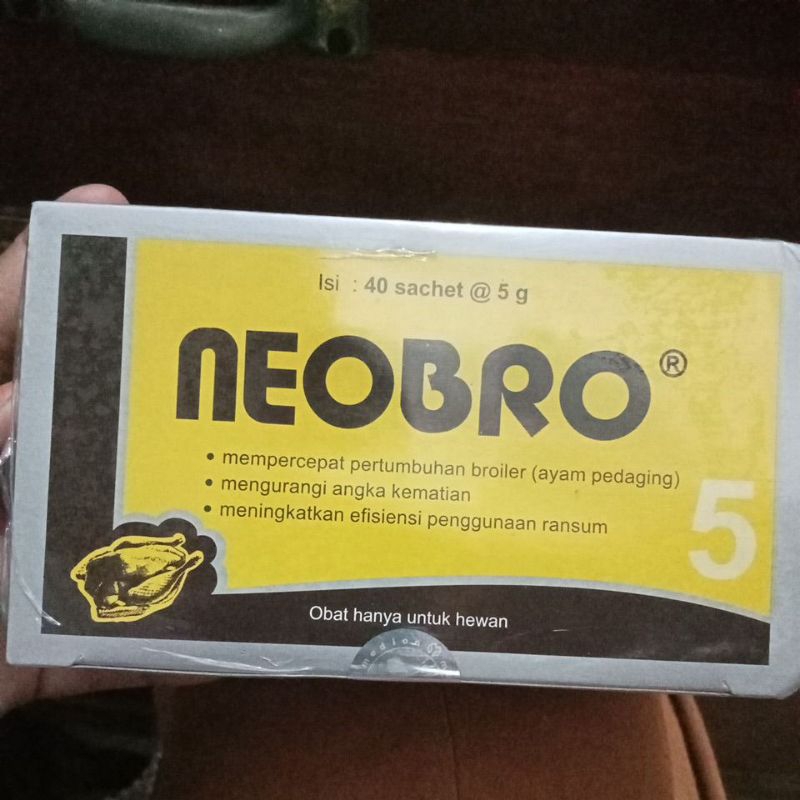 Isi : 40 sachet @ 5 g
NEOBRO®
• mempercepat pertumbuhan broiler (ayam pedaging)
• mengurangi angka kematian
• meningkatkan efisiensi penggunaan ransum
5
Obat hanya untuk hewan
medion